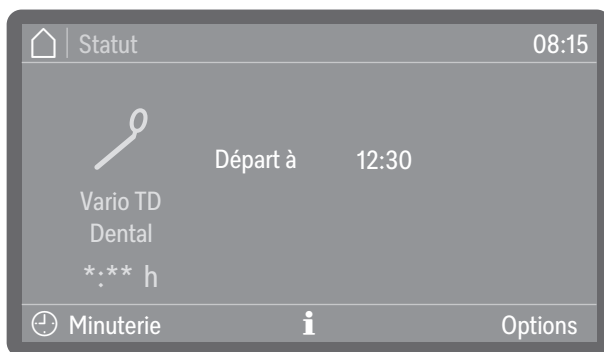 Statut 08:15
Départ à 12:30
Vario TD
Dental
*:** h
Minuterie i Options